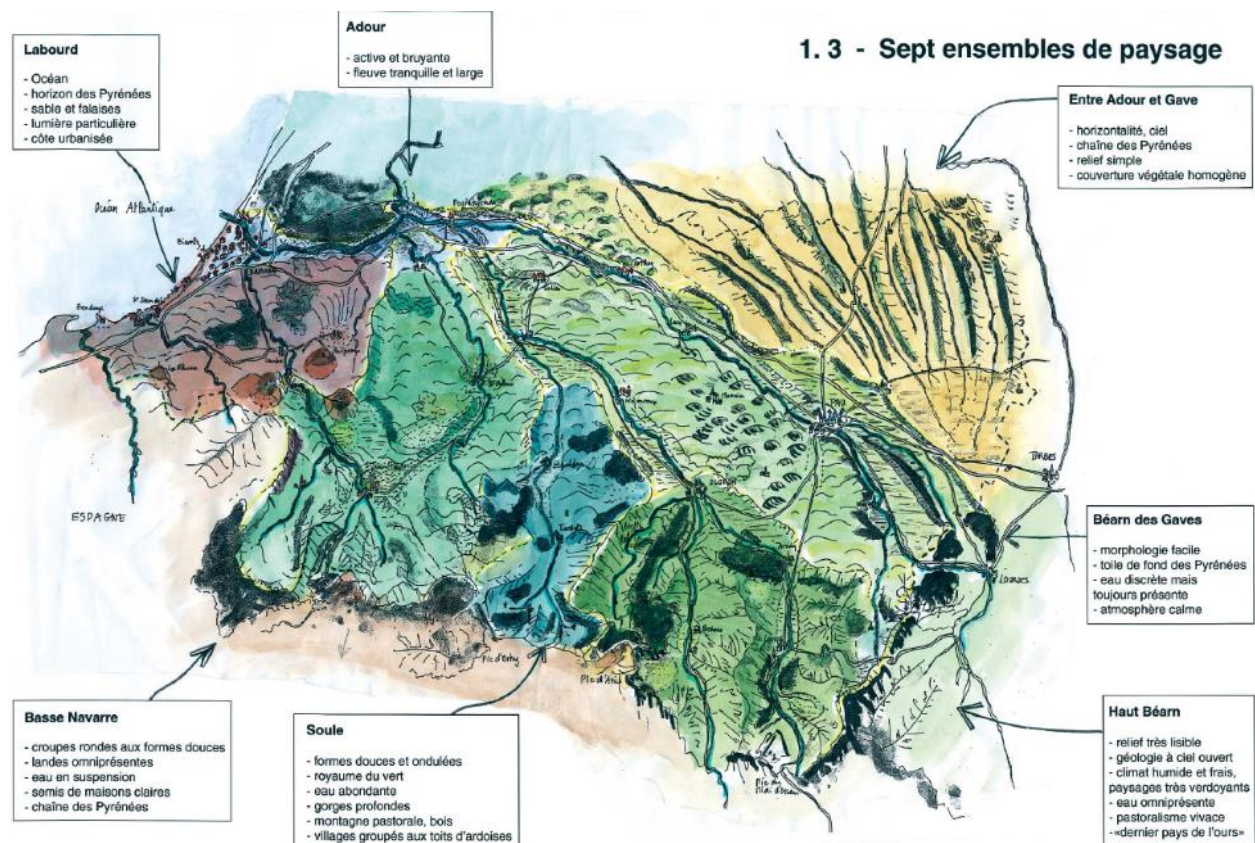 1. 3 - Sept ensembles de paysage
Labourd
- Océan
- horizon des Pyrénées
- sable et falaises
- lumière particulière
- côte urbanisée
Adour
- active et bruyante
- fleuve tranquille et large
Entre Adour et Gave
- horizontalité, ciel
- chaîne des Pyrénées
- relief simple
- couverture végétale homogène
Océan Atlantique
Biarritz
Hendaye
PAU
TARBES
OLORON
LOURDES
ESPAGNE
Pic d'Orhy
Pic d'Anie
Béarn des Gaves
- morphologie facile
- toile de fond des Pyrénées
- eau discrète mais
toujours présente
- atmosphère calme
Basse Navarre
- croupes rondes aux formes douces
- landes omniprésentes
- eau en suspension
- semis de maisons claires
- chaîne des Pyrénées
Soule
- formes douces et ondulées
- royaume du vert
- eau abondante
- gorges profondes
- montagne pastorale, bois
- villages groupés aux toits d'ardoises
Haut Béarn
- relief très lisible
- géologie à ciel ouvert
- climat humide et frais,
paysages très verdoyants
- eau omniprésente
- pastoralisme vivace
-«dernier pays de l'ours»